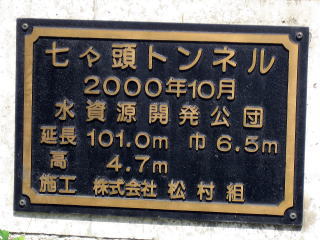 七々頭トンネル
2000年10月
水資源開発公団
延長 101.0m 巾 6.5m
高 4.7m
施工 株式会社 松村組